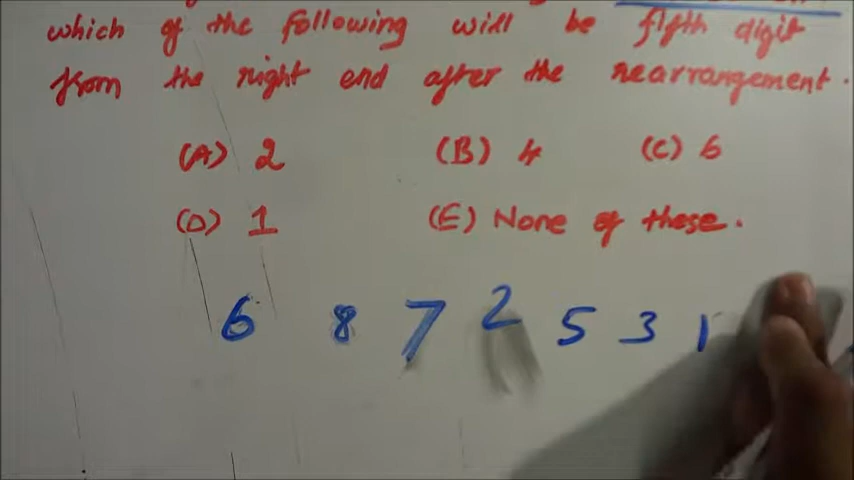 which of the following will be fifth digit
from the right end after the rearrangement.
(A) 2 (B) 4 (C) 6
(D) 1 (E) None of these.
6 8 7 2 5 3 1